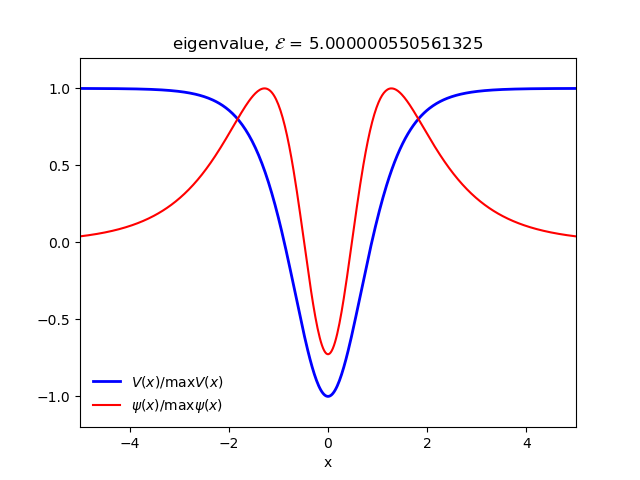 eigenvalue, ℰ = 5.000000550561325
1.0
0.5
0.0
−0.5
−1.0
V(x)/maxV(x)
ψ(x)/maxψ(x)
−4 −2 0 2 4
x